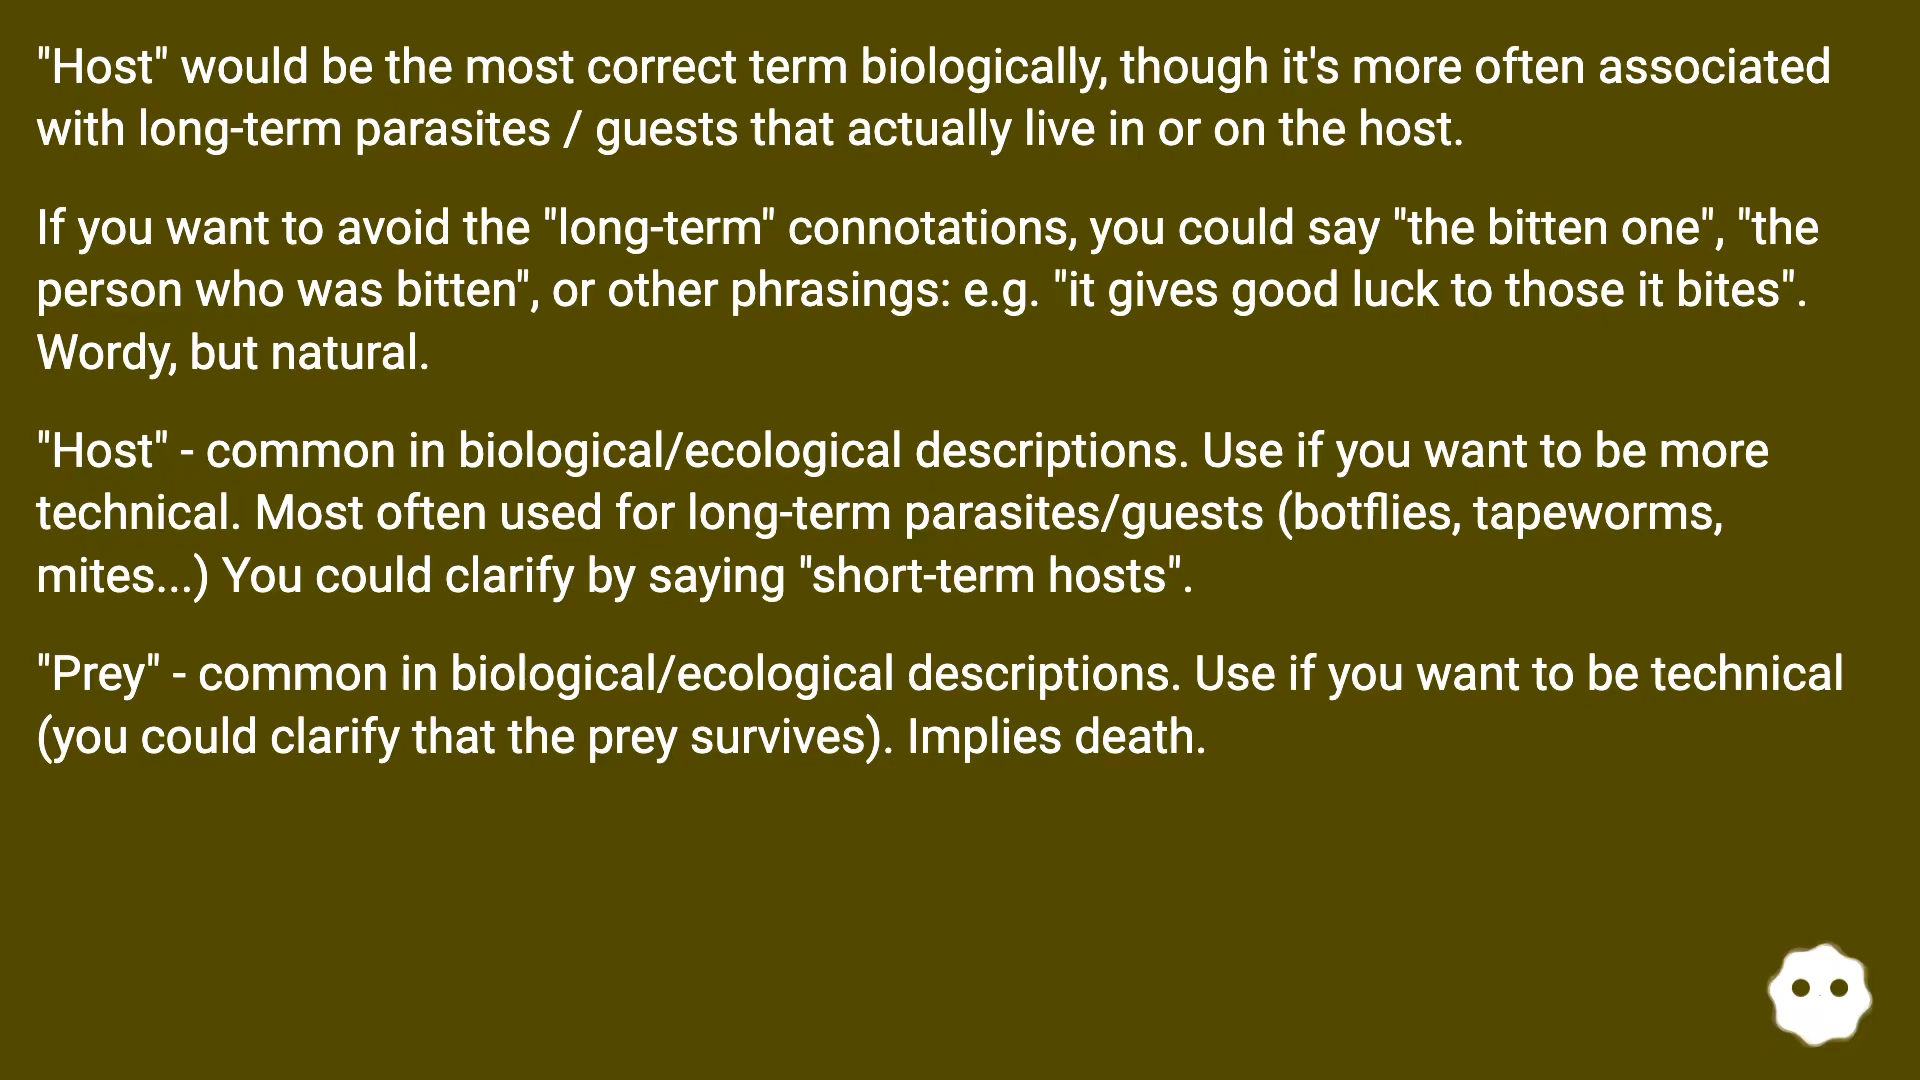 "Host" would be the most correct term biologically, though it's more often associated
with long-term parasites / guests that actually live in or on the host.
If you want to avoid the "long-term" connotations, you could say "the bitten one", "the
person who was bitten", or other phrasings: e.g. "it gives good luck to those it bites".
Wordy, but natural.
"Host" - common in biological/ecological descriptions. Use if you want to be more
technical. Most often used for long-term parasites/guests (botflies, tapeworms,
mites...) You could clarify by saying "short-term hosts".
"Prey" - common in biological/ecological descriptions. Use if you want to be technical
(you could clarify that the prey survives). Implies death.